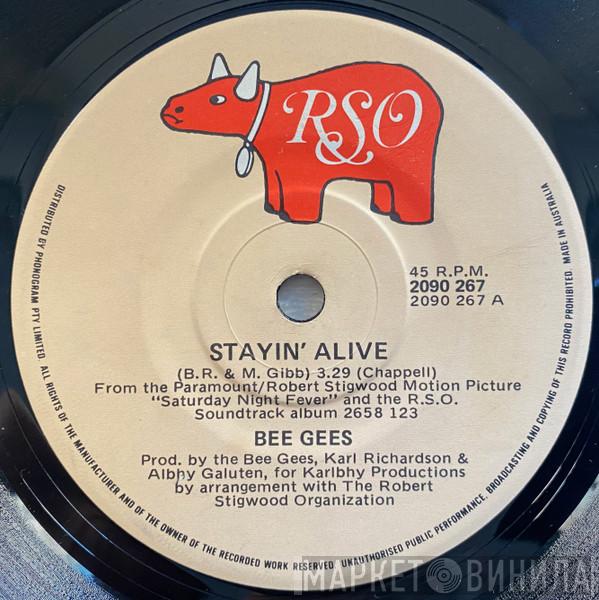 RSO
45 R.P.M.
2090 267
2090 267 A
STAYIN' ALIVE
(B.R. & M. Gibb) 3.29 (Chappell)
From the Paramount/Robert Stigwood Motion Picture
"Saturday Night Fever" and the R.S.O.
Soundtrack album 2658 123
BEE GEES
Prod. by the Bee Gees, Karl Richardson &
Albhy Galuten, for Karlbhy Productions
by arrangement with The Robert
Stigwood Organization
DISTRIBUTED BY PHONOGRAM PTY LIMITED. ALL RIGHTS OF THE MANUFACTURER AND OF THE OWNER OF THE RECORDED WORK RESERVED. UNAUTHORISED PUBLIC PERFORMANCE, BROADCASTING AND COPYING OF THIS RECORD PROHIBITED. MADE IN AUSTRALIA.
МАРКЕТ ВИНИЛА